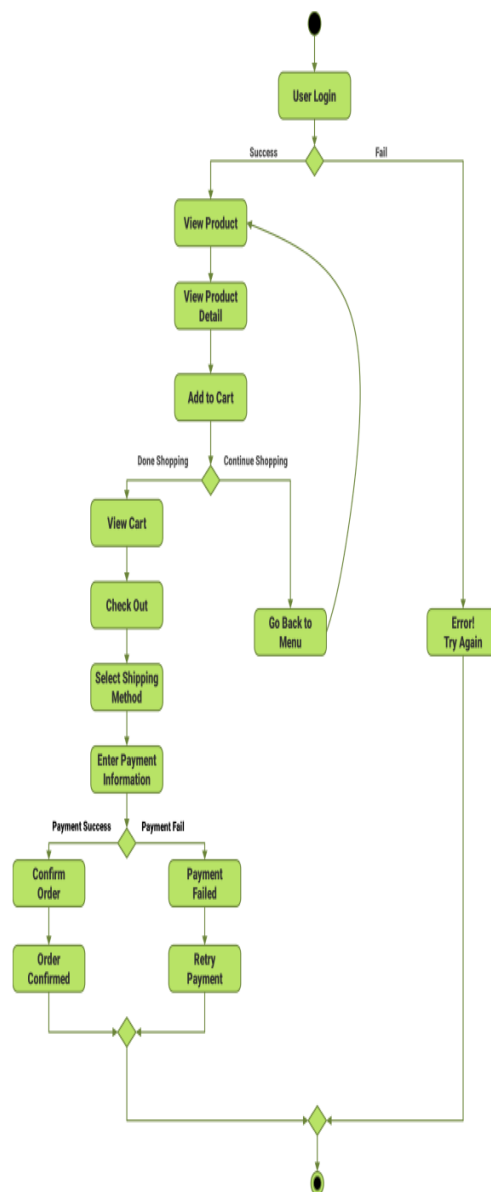 User Login
Success
Fail
View Product
View Product
Detail
Add to Cart
Done Shopping
Continue Shopping
View Cart
Check Out
Go Back to
Menu
Error!
Try Again
Select Shipping
Method
Enter Payment
Information
Payment Success
Payment Fail
Confirm
Order
Payment
Failed
Order
Confirmed
Retry
Payment